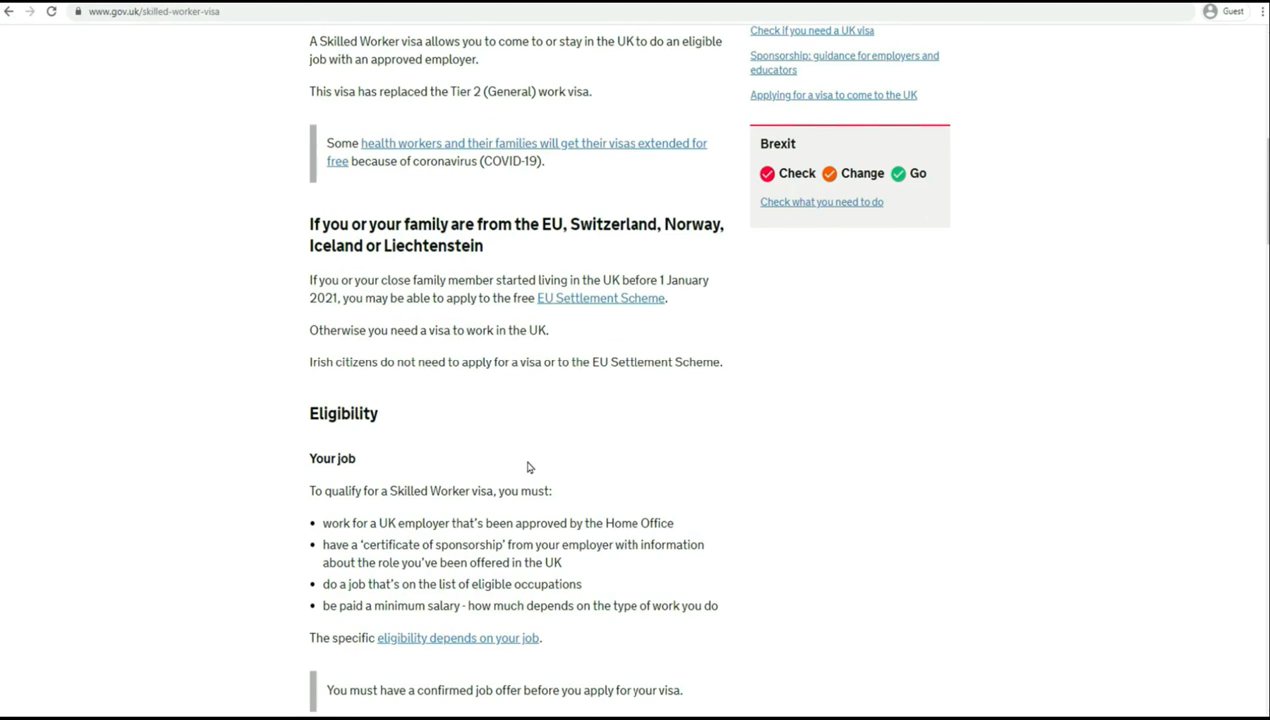 www.gov.uk/skilled-worker-visa
Guest
A Skilled Worker visa allows you to come to or stay in the UK to do an eligible
job with an approved employer.
This visa has replaced the Tier 2 (General) work visa.
Some health workers and their families will get their visas extended for
free because of coronavirus (COVID-19).
If you or your family are from the EU, Switzerland, Norway,
Iceland or Liechtenstein
If you or your close family member started living in the UK before 1 January
2021, you may be able to apply to the free EU Settlement Scheme.
Otherwise you need a visa to work in the UK.
Irish citizens do not need to apply for a visa or to the EU Settlement Scheme.
Eligibility
Your job
To qualify for a Skilled Worker visa, you must:
• work for a UK employer that's been approved by the Home Office
• have a ‘certificate of sponsorship’ from your employer with information
about the role you've been offered in the UK
• do a job that's on the list of eligible occupations
• be paid a minimum salary - how much depends on the type of work you do
The specific eligibility depends on your job.
You must have a confirmed job offer before you apply for your visa.
Check if you need a UK visa
Sponsorship: guidance for employers and
educators
Applying for a visa to come to the UK
Brexit
Check Change Go
Check what you need to do